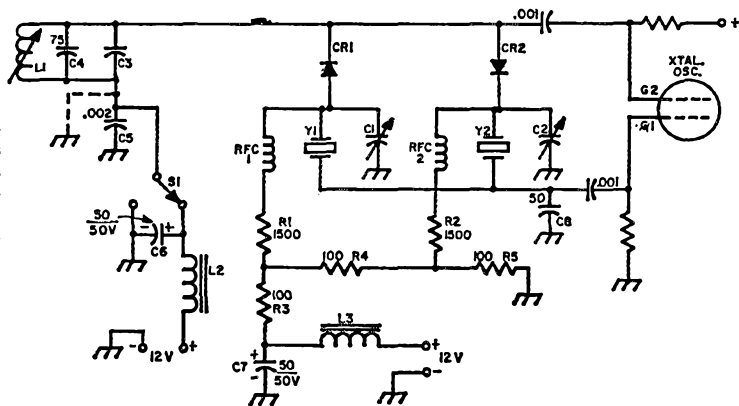 .001
+
CR1
CR2
XTAL.
OSC.
75
C4
C3
L1
G2
G1
.002
C5
RFC
1
Y1
C1
RFC
2
Y2
C2
.001
50
C8
S1
50
50V
- +
C6
R1
1500
R2
1500
L2
100 R4
100 R5
100
R3
L3
- 12V +
+
C7
-
50
50V
+
12V
-